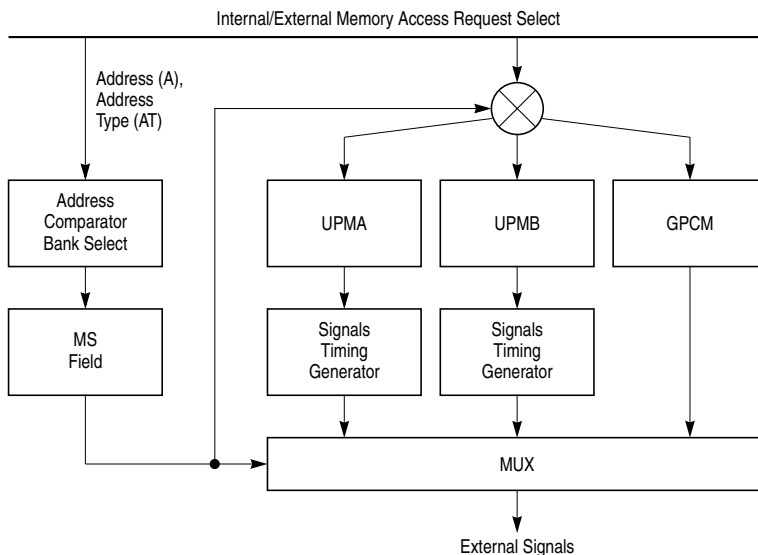 Internal/External Memory Access Request Select
Address (A),
Address
Type (AT)
Address
Comparator
Bank Select
UPMA
UPMB
GPCM
MS
Field
Signals
Timing
Generator
Signals
Timing
Generator
MUX
External Signals